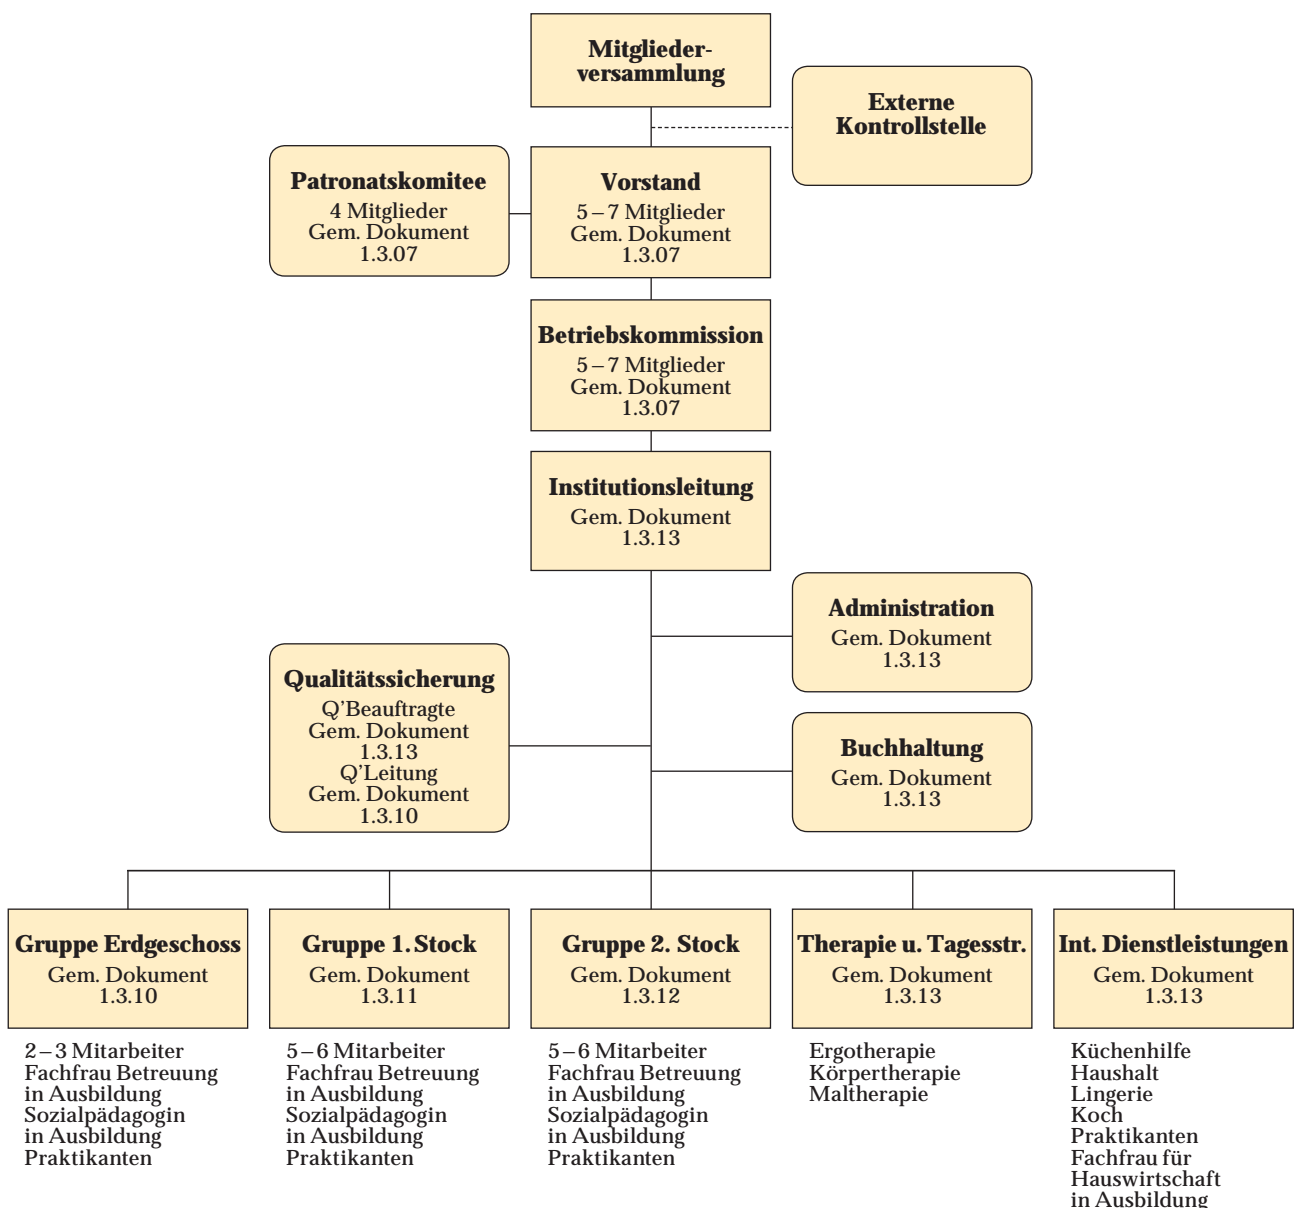 Mitglieder-
versammlung
Externe
Kontrollstelle
Patronatskomitee
4 Mitglieder
Gem. Dokument
1.3.07
Vorstand
5 – 7 Mitglieder
Gem. Dokument
1.3.07
Betriebskommission
5 – 7 Mitglieder
Gem. Dokument
1.3.07
Institutionsleitung
Gem. Dokument
1.3.13
Administration
Gem. Dokument
1.3.13
Qualitätssicherung
Q’Beauftragte
Gem. Dokument
1.3.13
Q’Leitung
Gem. Dokument
1.3.10
Buchhaltung
Gem. Dokument
1.3.13
Gruppe Erdgeschoss
Gem. Dokument
1.3.10
2 – 3 Mitarbeiter
Fachfrau Betreuung
in Ausbildung
Sozialpädagogin
in Ausbildung
Praktikanten
Gruppe 1. Stock
Gem. Dokument
1.3.11
5 – 6 Mitarbeiter
Fachfrau Betreuung
in Ausbildung
Sozialpädagogin
in Ausbildung
Praktikanten
Gruppe 2. Stock
Gem. Dokument
1.3.12
5 – 6 Mitarbeiter
Fachfrau Betreuung
in Ausbildung
Sozialpädagogin
in Ausbildung
Praktikanten
Therapie u. Tagesstr.
Gem. Dokument
1.3.13
Ergotherapie
Körpertherapie
Maltherapie
Int. Dienstleistungen
Gem. Dokument
1.3.13
Küchenhilfe
Haushalt
Lingerie
Koch
Praktikanten
Fachfrau für
Hauswirtschaft
in Ausbildung